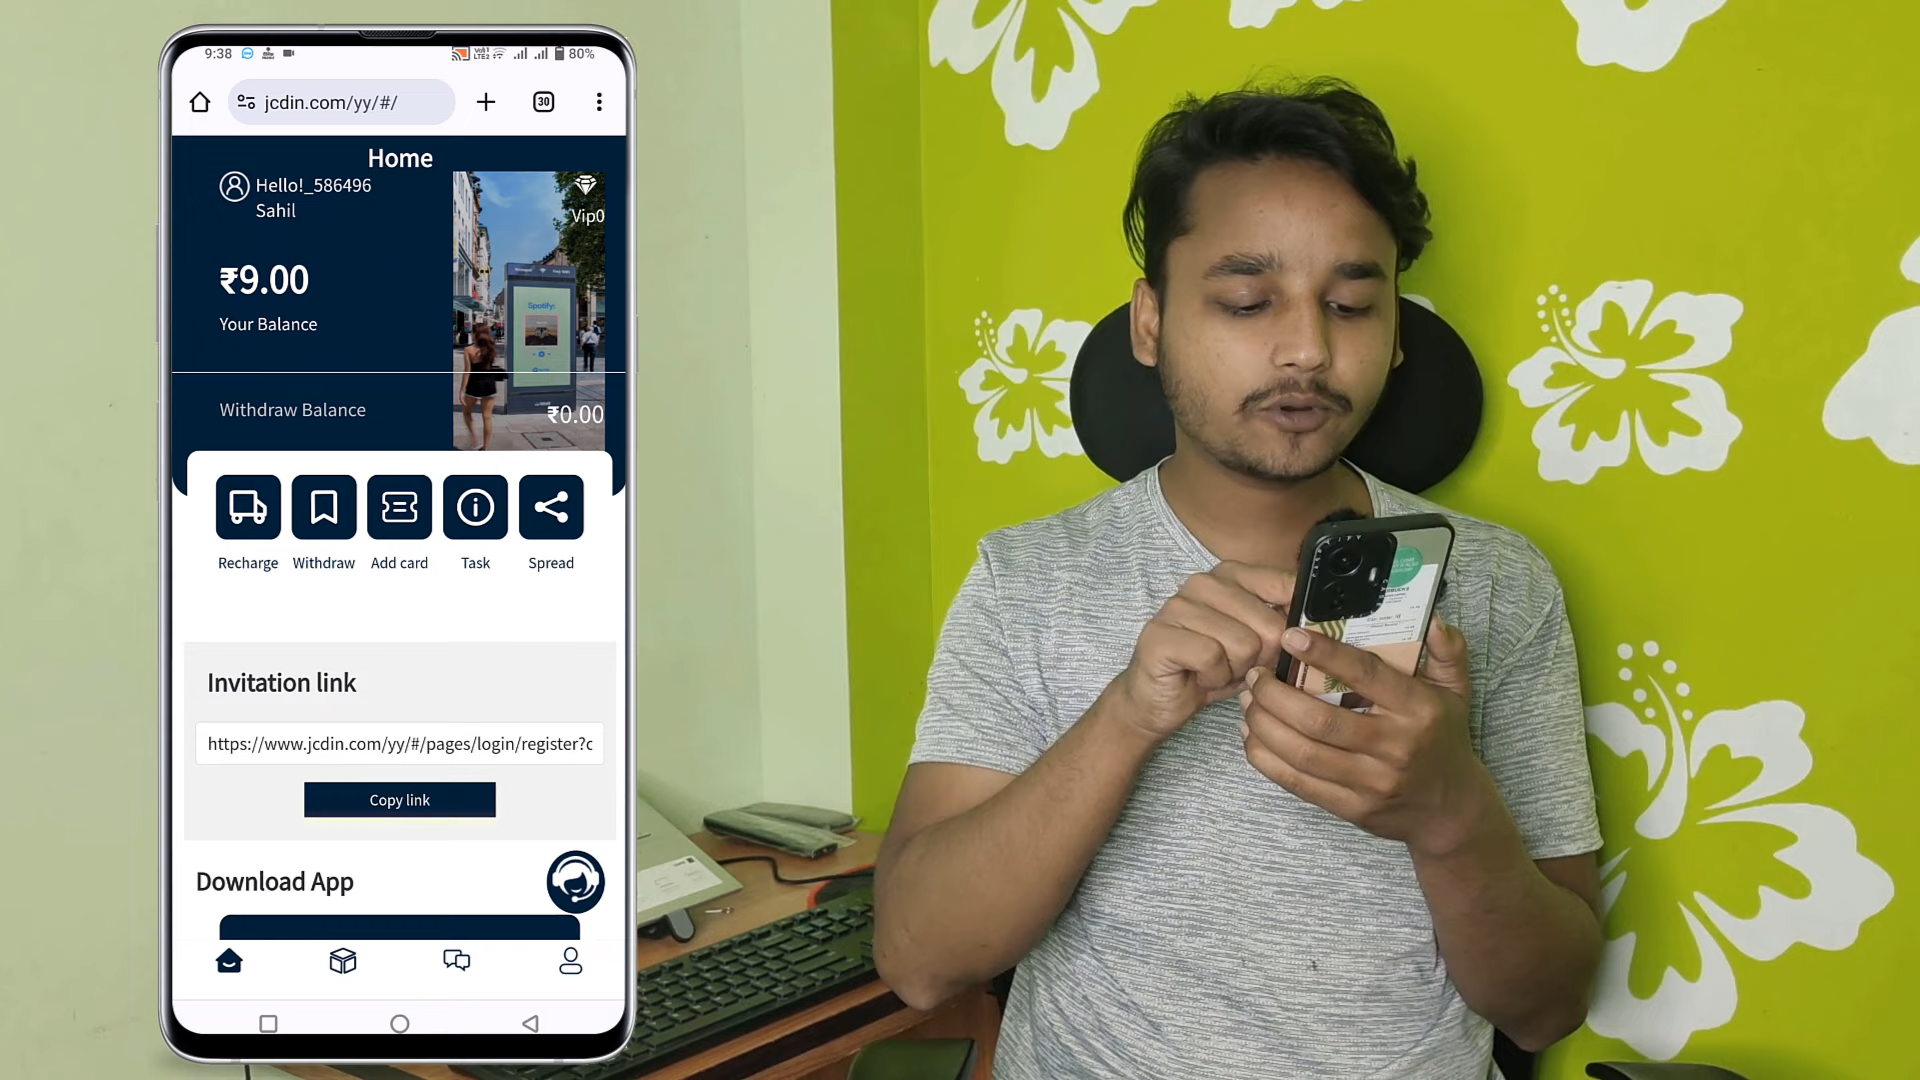 9:38
80%
jcdin.com/yy/#/
30
Home
Hello!_586496
Sahil
Vip0
₹9.00
Your Balance
Spotify:
Withdraw Balance
₹0.00
Recharge
Withdraw
Add card
Task
Spread
Invitation link
https://www.jcdin.com/yy/#/pages/login/register?c
Copy link
Download App